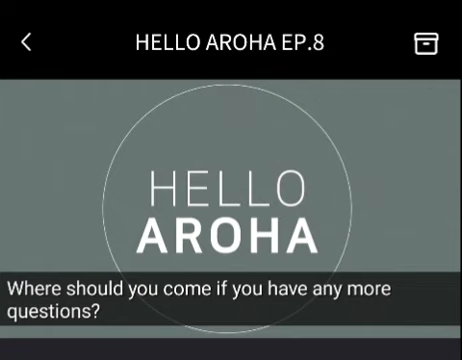 HELLO AROHA EP.8
HELLO
AROHA
Where should you come if you have any more
questions?